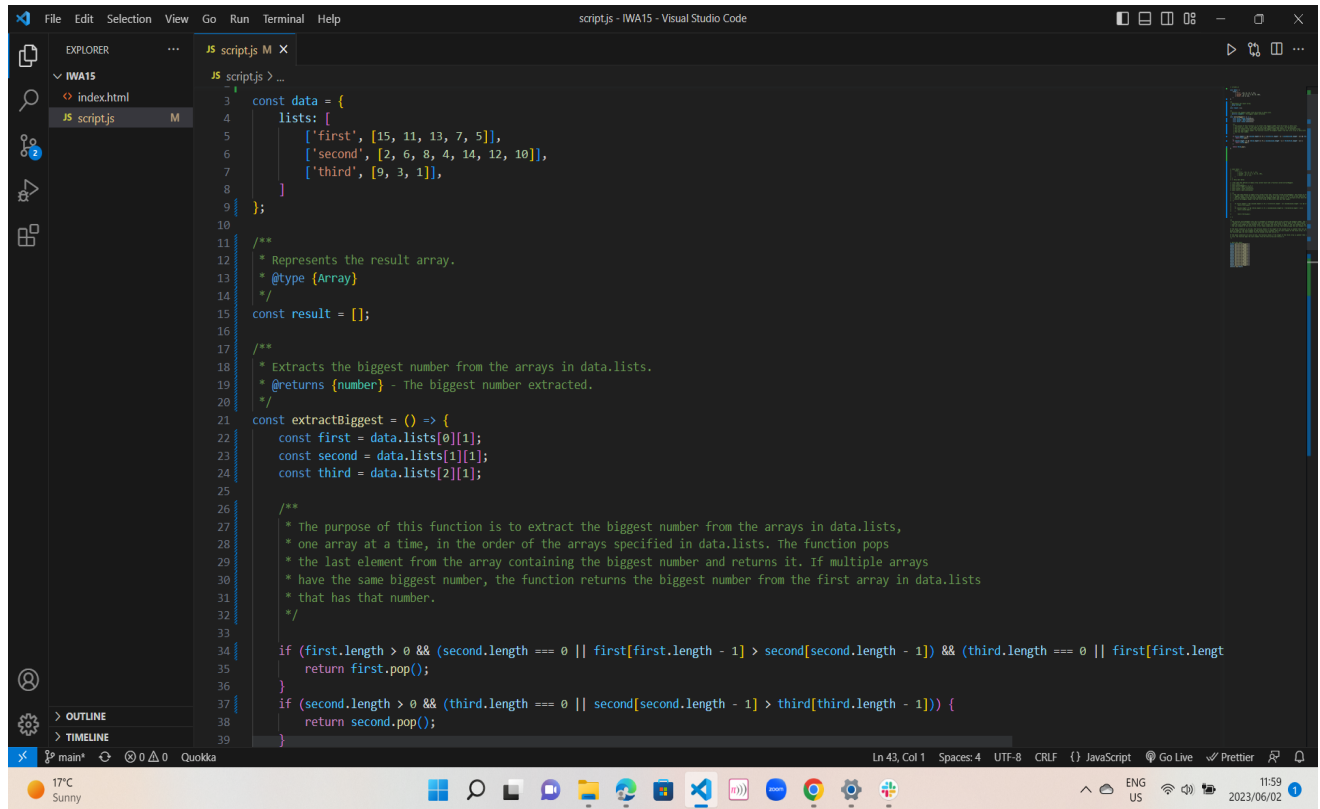 File Edit Selection View Go Run Terminal Help script.js - IWA15 - Visual Studio Code
EXPLORER
IWA15
index.html
JS script.js M
OUTLINE
TIMELINE
JS script.js M
JS script.js > ...
3 const data = {
4 lists: [
5 ['first', [15, 11, 13, 7, 5]],
6 ['second', [2, 6, 8, 4, 14, 12, 10]],
7 ['third', [9, 3, 1]],
8 ]
9 };
10
11 /**
12 * Represents the result array.
13 * @type {Array}
14 */
15 const result = [];
16
17 /**
18 * Extracts the biggest number from the arrays in data.lists.
19 * @returns {number} - The biggest number extracted.
20 */
21 const extractBiggest = () => {
22 const first = data.lists[0][1];
23 const second = data.lists[1][1];
24 const third = data.lists[2][1];
25
26 /**
27 * The purpose of this function is to extract the biggest number from the arrays in data.lists,
28 * one array at a time, in the order of the arrays specified in data.lists. The function pops
29 * the last element from the array containing the biggest number and returns it. If multiple arrays
30 * have the same biggest number, the function returns the biggest number from the first array in data.lists
31 * that has that number.
32 */
33
34 if (first.length > 0 && (second.length === 0 || first[first.length - 1] > second[second.length - 1]) && (third.length === 0 || first[first.lengt
35 return first.pop();
36 }
37 if (second.length > 0 && (third.length === 0 || second[second.length - 1] > third[third.length - 1])) {
38 return second.pop();
39 }
2
main* 0 0 Quokka Ln 43, Col 1 Spaces: 4 UTF-8 CRLF {} JavaScript Go Live Prettier
17°C
Sunny
zoom
ENG
US
11:59
2023/06/02
1